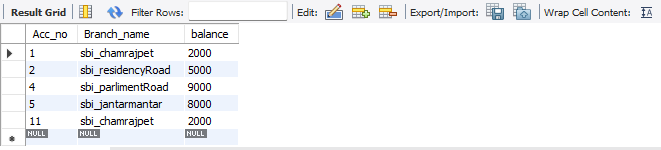 Result Grid Filter Rows: Edit: Export/Import: Wrap Cell Content: IA
Acc_no Branch_name balance
1 sbi_chamrajpet 2000
2 sbi_residencyRoad 5000
4 sbi_parlimentRoad 9000
5 sbi_jantarmantar 8000
11 sbi_chamrajpet 2000
NULL NULL NULL